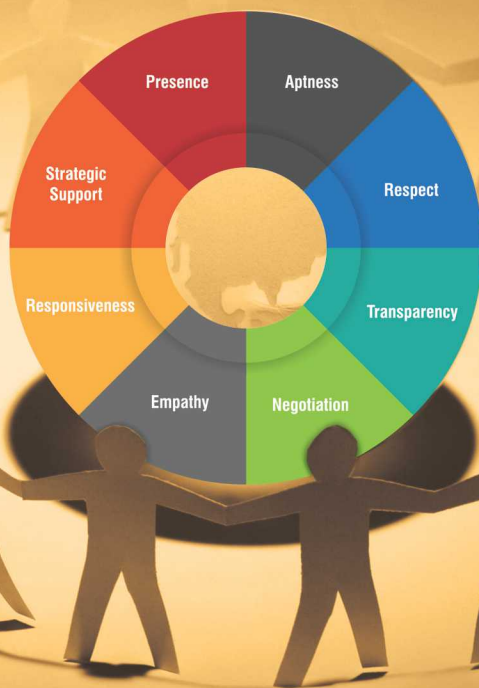 Presence
Aptness
Strategic
Support
Respect
Responsiveness
Transparency
Empathy
Negotiation